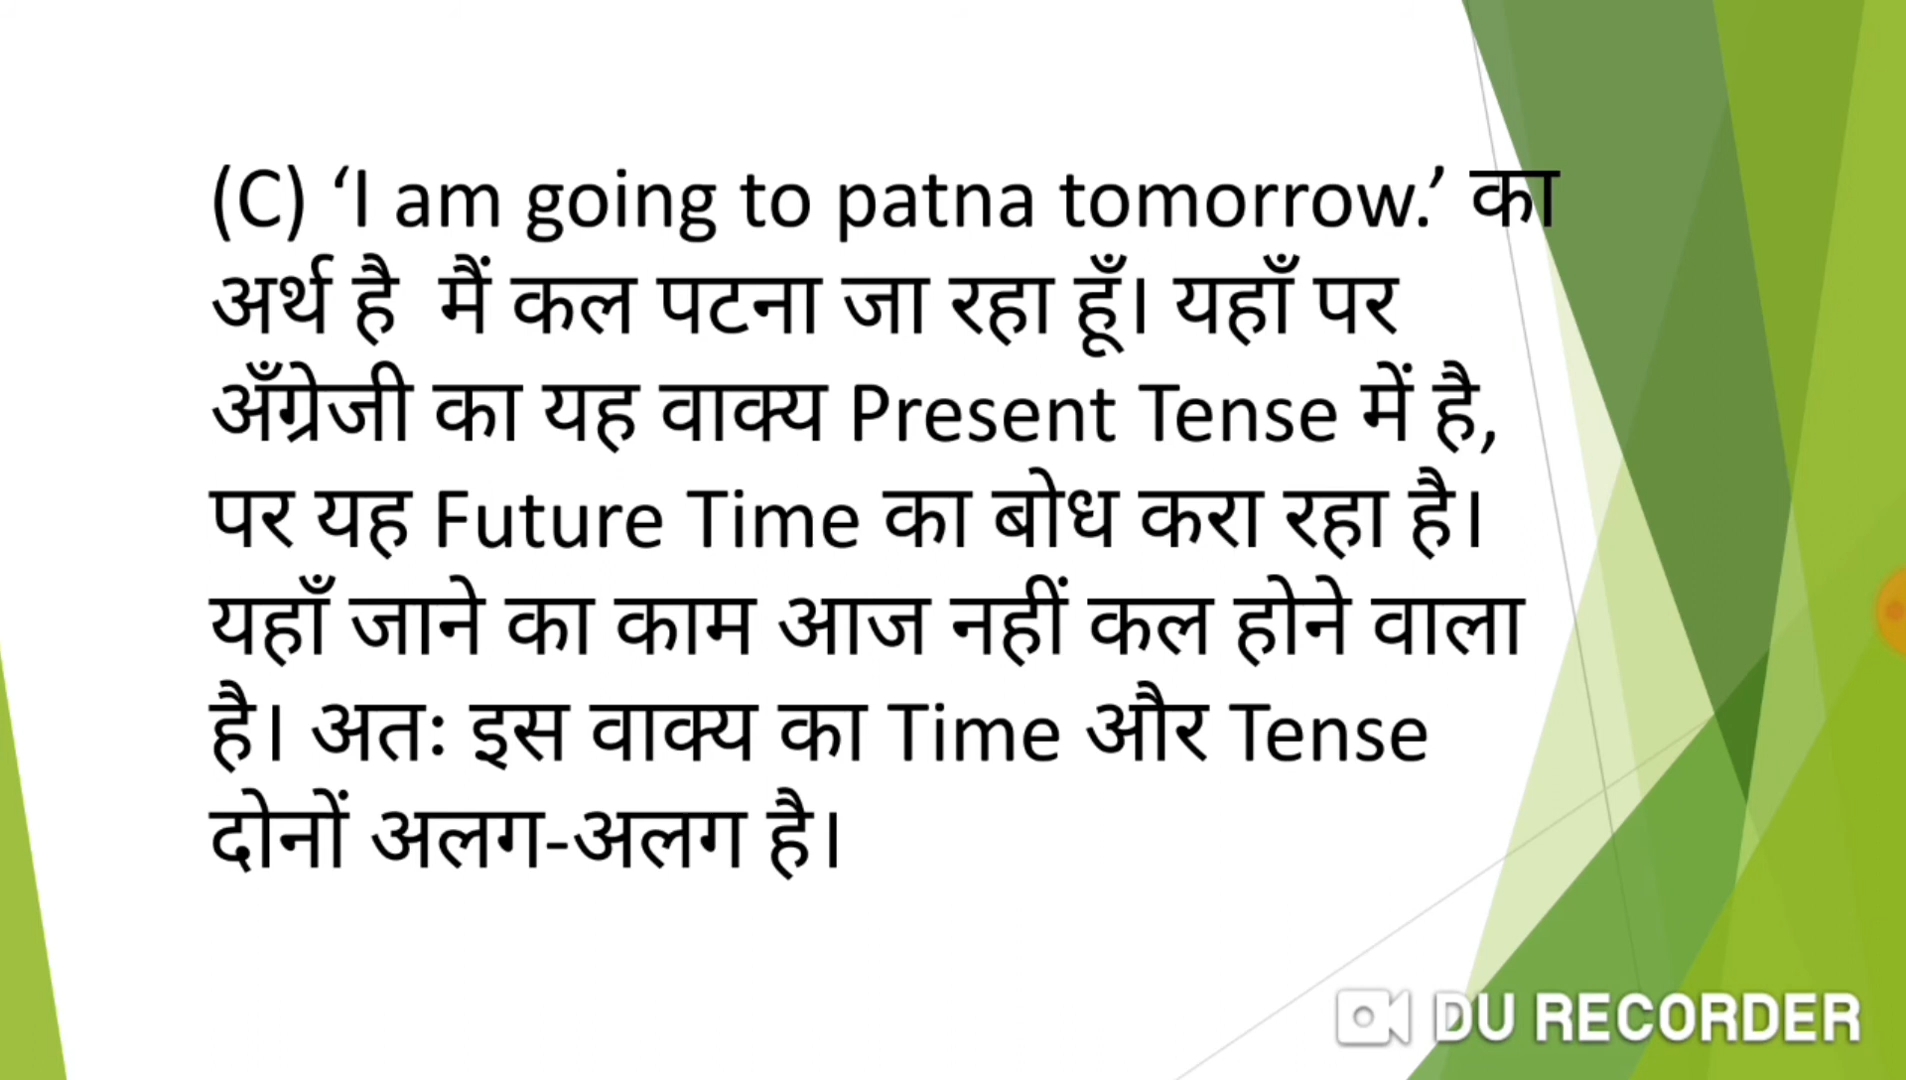 (C) ‘I am going to patna tomorrow.’ का
अर्थ है मैं कल पटना जा रहा हूँ। यहाँ पर
अँग्रेजी का यह वाक्य Present Tense में है,
पर यह Future Time का बोध करा रहा है।
यहाँ जाने का काम आज नहीं कल होने वाला
है। अतः इस वाक्य का Time और Tense
दोनों अलग-अलग है।
DU RECORDER